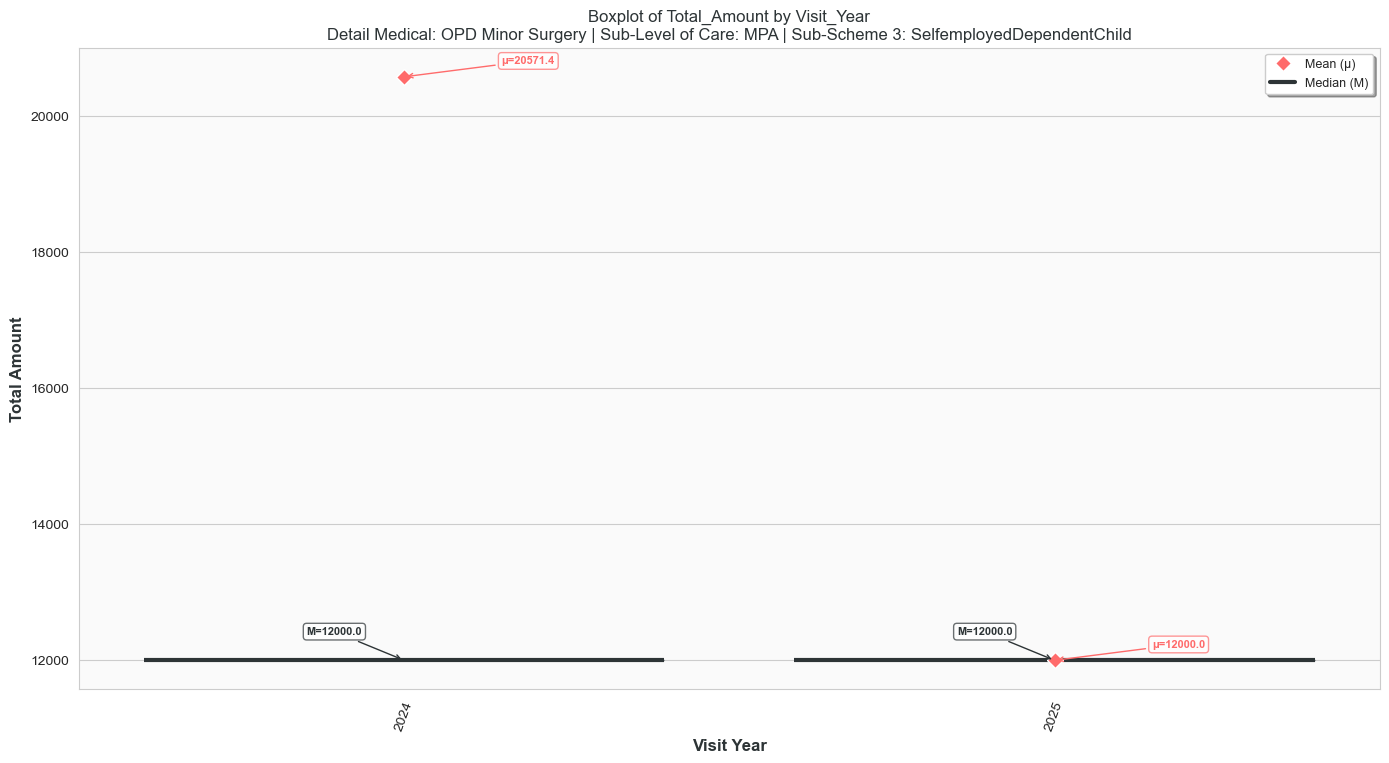 Boxplot of Total_Amount by Visit_Year
Detail Medical: OPD Minor Surgery | Sub-Level of Care: MPA | Sub-Scheme 3: SelfemployedDependentChild
μ=20571.4
Mean (μ)
Median (M)
20000
18000
16000
14000
12000
Total Amount
M=12000.0
M=12000.0
μ=12000.0
2024
2025
Visit Year